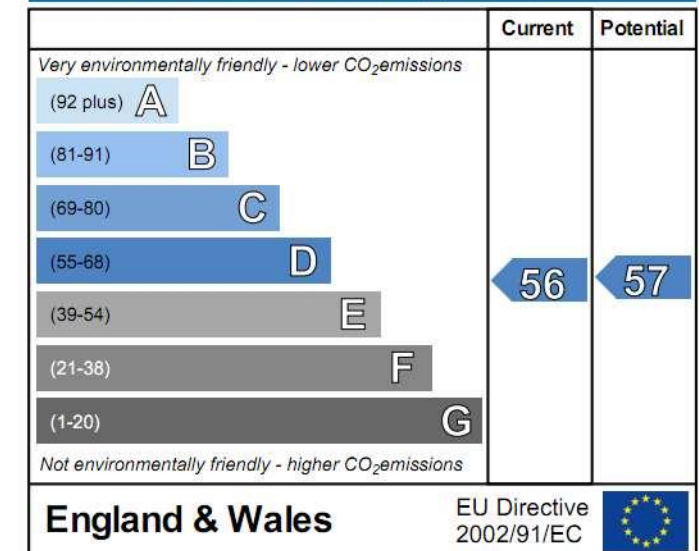 Current Potential
Very environmentally friendly - lower CO₂emissions
(92 plus) A
(81-91) B
(69-80) C
(55-68) D
(39-54) E
(21-38) F
(1-20) G
56 57
Not environmentally friendly - higher CO₂emissions
England & Wales
EU Directive
2002/91/EC